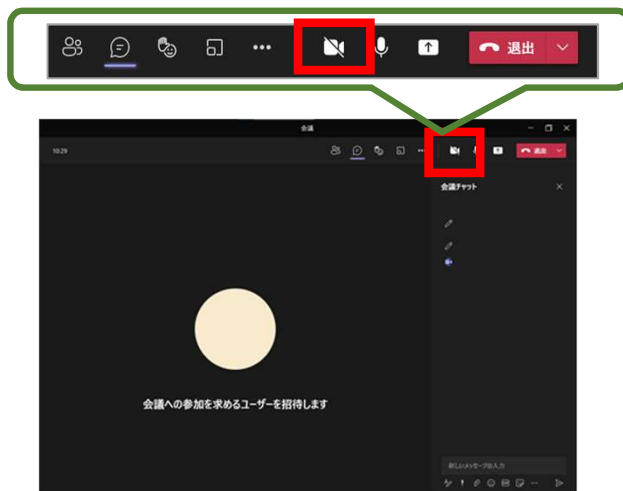 退出
会議
10:29
退出
会議チャット
会議への参加を求めるユーザーを招待します
新しいメッセージの入力